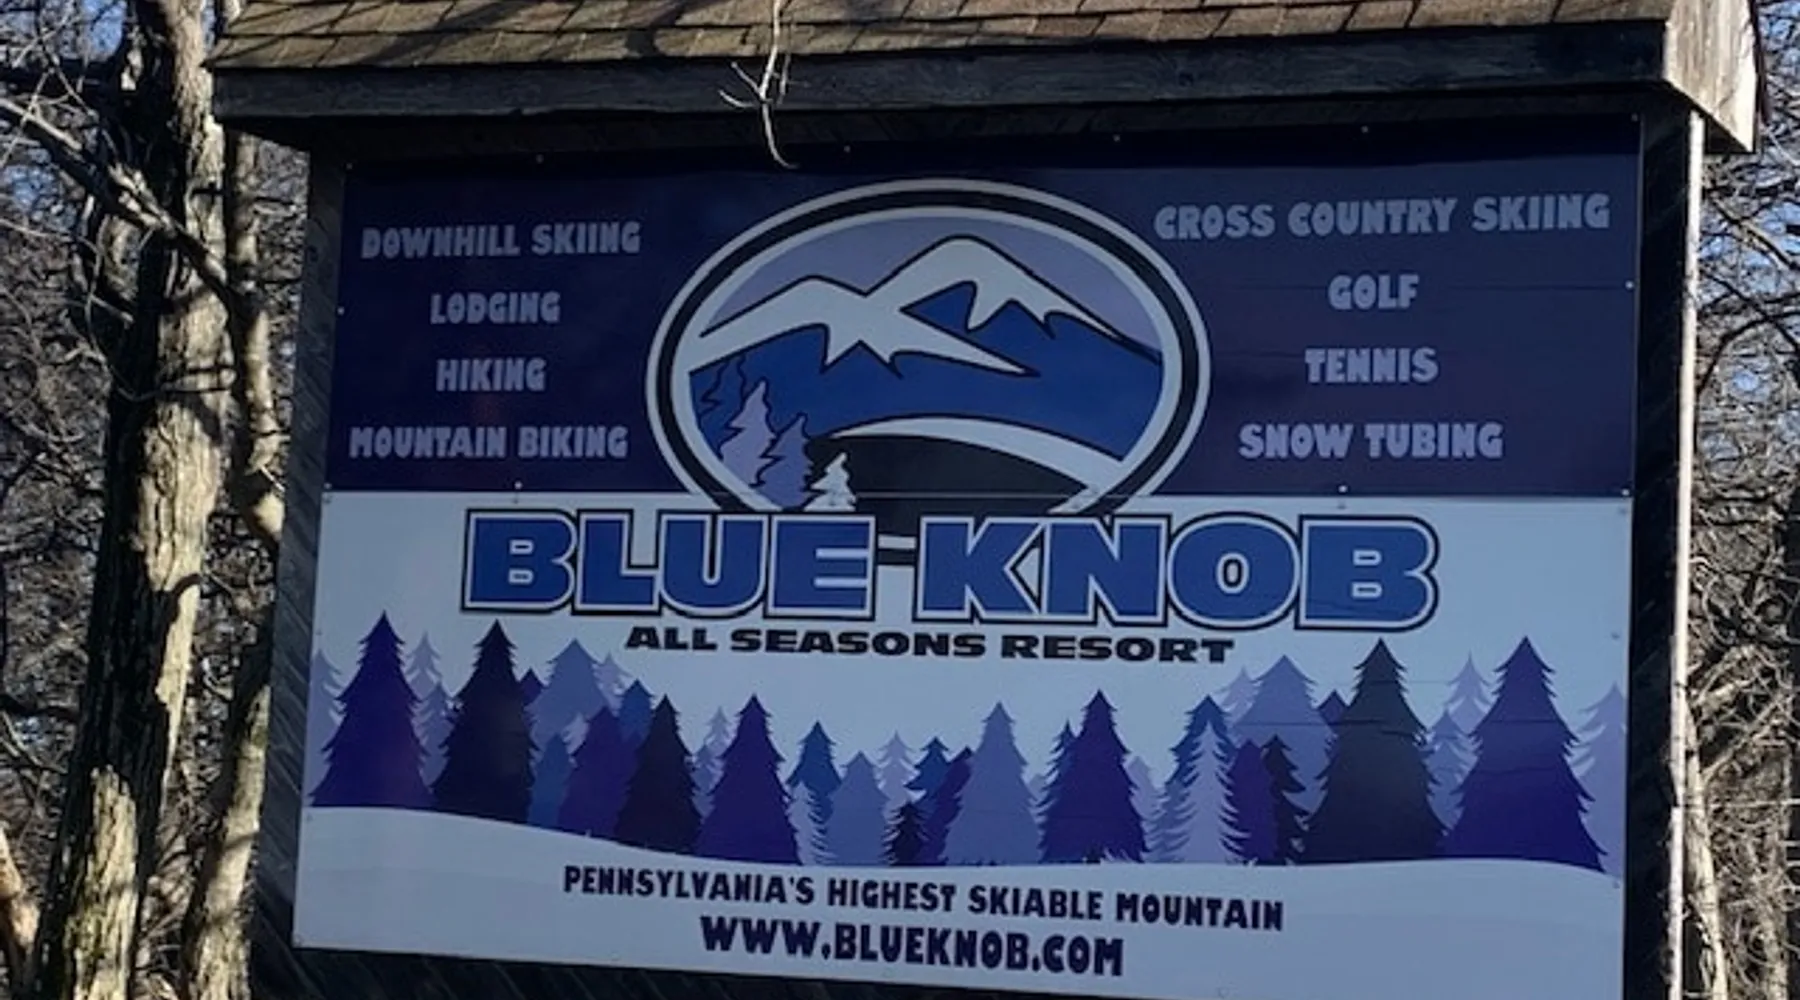 DOWNHILL SKIING
LODGING
HIKING
MOUNTAIN BIKING
CROSS COUNTRY SKIING
GOLF
TENNIS
SNOW TUBING
BLUE KNOB
ALL SEASONS RESORT
PENNSYLVANIA'S HIGHEST SKIABLE MOUNTAIN
WWW.BLUEKNOB.COM